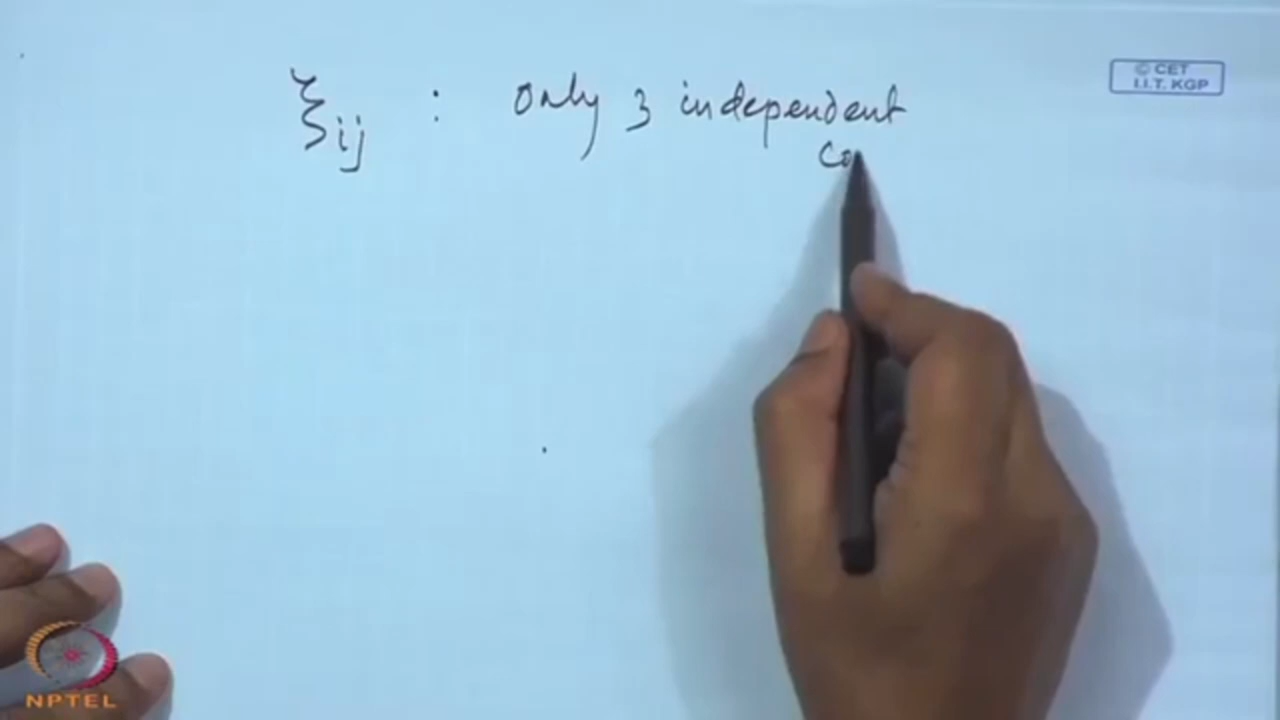 ξij : only 3 independent
co
© CET
I.I.T. KGP
NPTEL